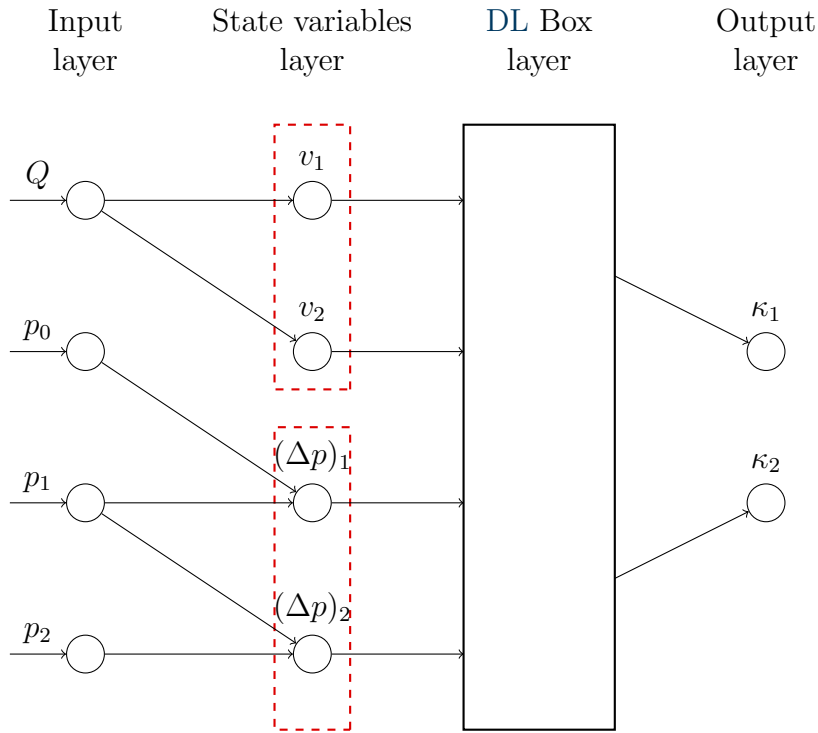 Input layer
State variables layer
DL Box layer
Output layer
Q
v₁
v₂
p₀
κ₁
(Δp)₁
p₁
κ₂
(Δp)₂
p₂